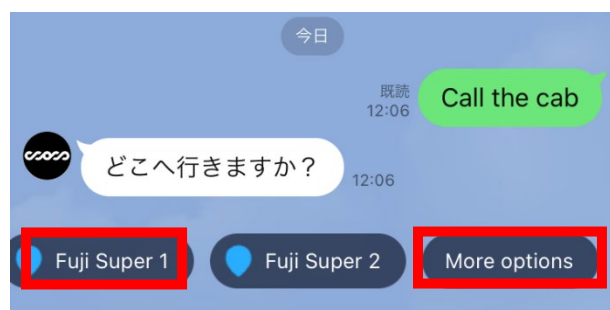 今日
Call the cab
既読
12:06
どこへ行きますか？
12:06
Fuji Super 1
Fuji Super 2
More options